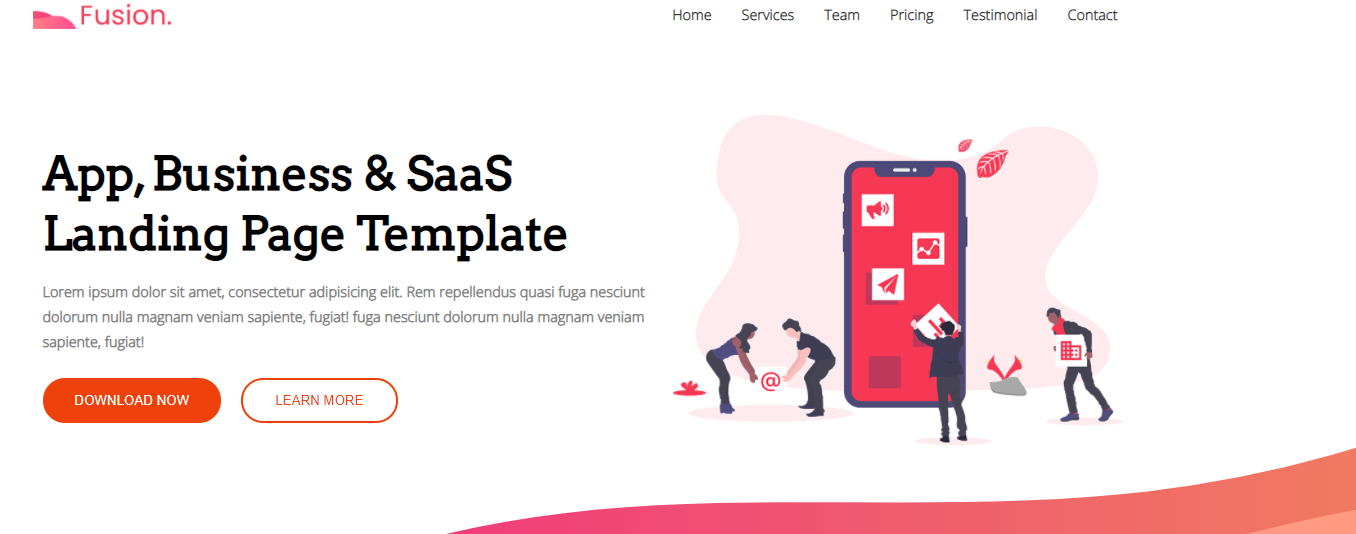 Fusion.
Home Services Team Pricing Testimonial Contact
App, Business & SaaS
Landing Page Template
Lorem ipsum dolor sit amet, consectetur adipisicing elit. Rem repellendus quasi fuga nesciunt
dolorum nulla magnam veniam sapiente, fugiat! fuga nesciunt dolorum nulla magnam veniam
sapiente, fugiat!
@
DOWNLOAD NOW LEARN MORE